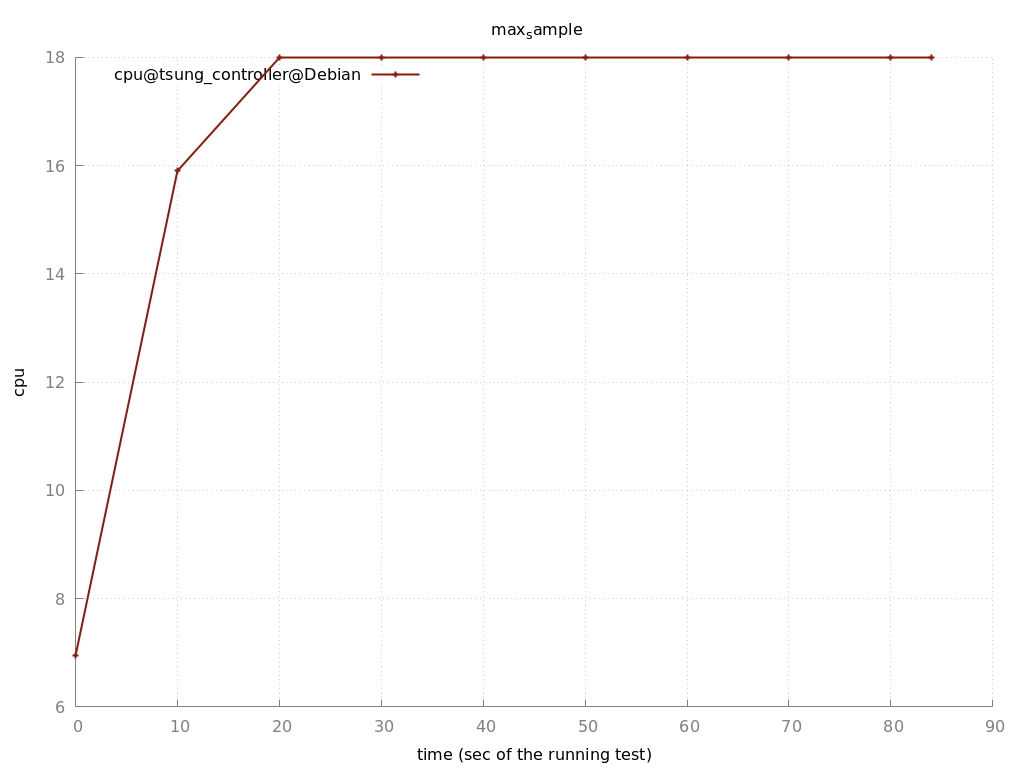 max_sample
18
cpu@tsung_controller@Debian
16
14
12
cpu
10
8
6
0 10 20 30 40 50 60 70 80 90
time (sec of the running test)